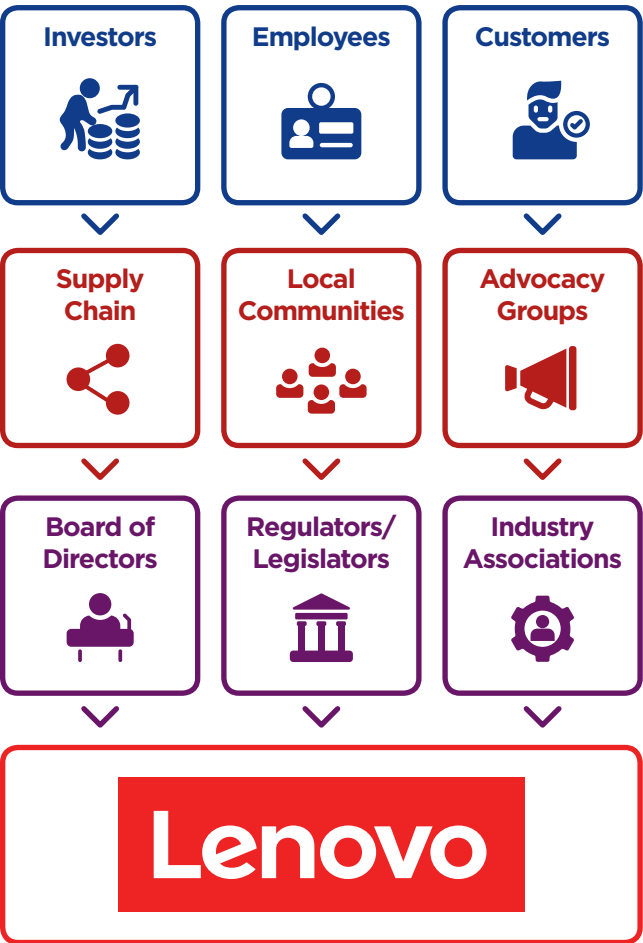 Investors
Employees
Customers
Supply
Chain
Local
Communities
Advocacy
Groups
Board of
Directors
Regulators/
Legislators
Industry
Associations
Lenovo